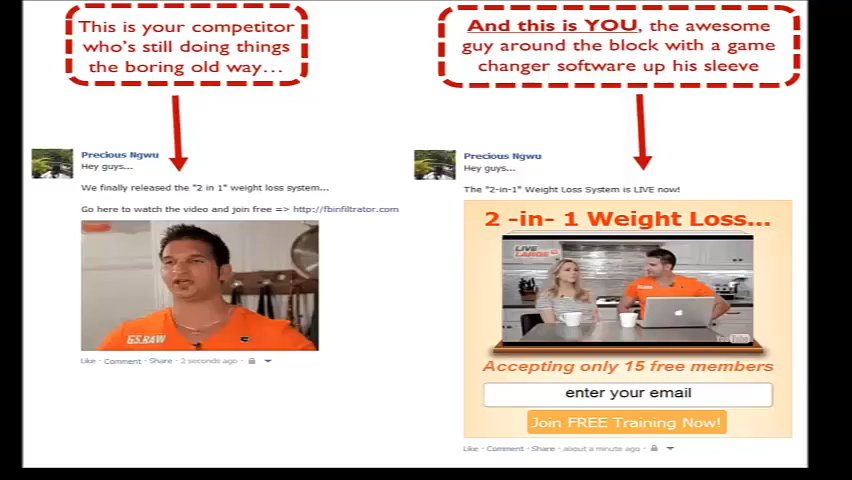 This is your competitor
who's still doing things
the boring old way...
And this is YOU, the awesome
guy around the block with a game
changer software up his sleeve
Precious Ngwu
Hey guys...
We finally released the "2 in 1" weight loss system...
Go here to watch the video and join free => http://fbinfiltrator.com
GS.RAW
Like · Comment · Share · 2 seconds ago
Precious Ngwu
Hey guys...
The "2-in-1" Weight Loss System is LIVE now!
2 -in- 1 Weight Loss...
LIVE
LARGE
YouTube
Accepting only 15 free members
enter your email
Join FREE Training Now!
Like · Comment · Share · about a minute ago